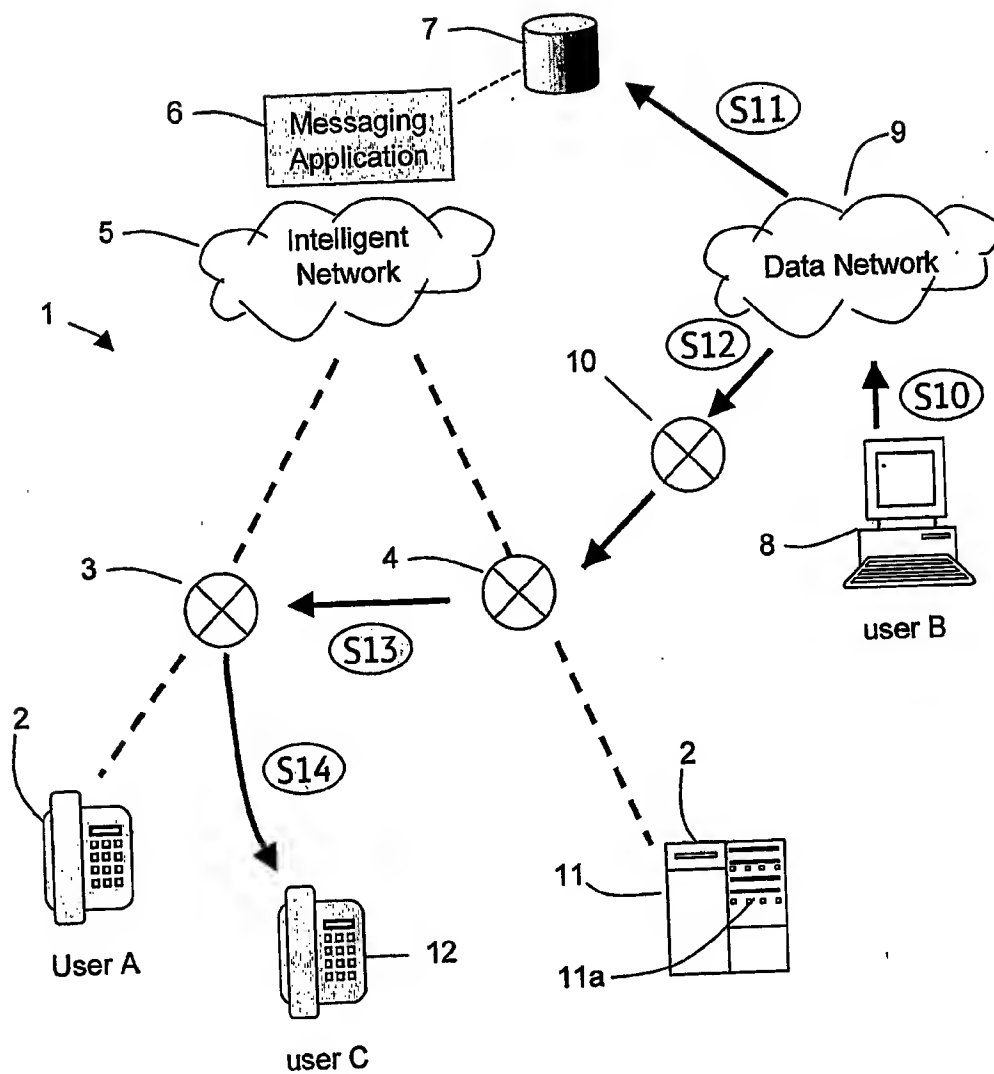 7
6
Messaging
Application
S11
9
5
Intelligent
Network
Data Network
1
S12
10
S10
3
4
8
user B
S13
2
S14
2
11
12
User A
11a
user C